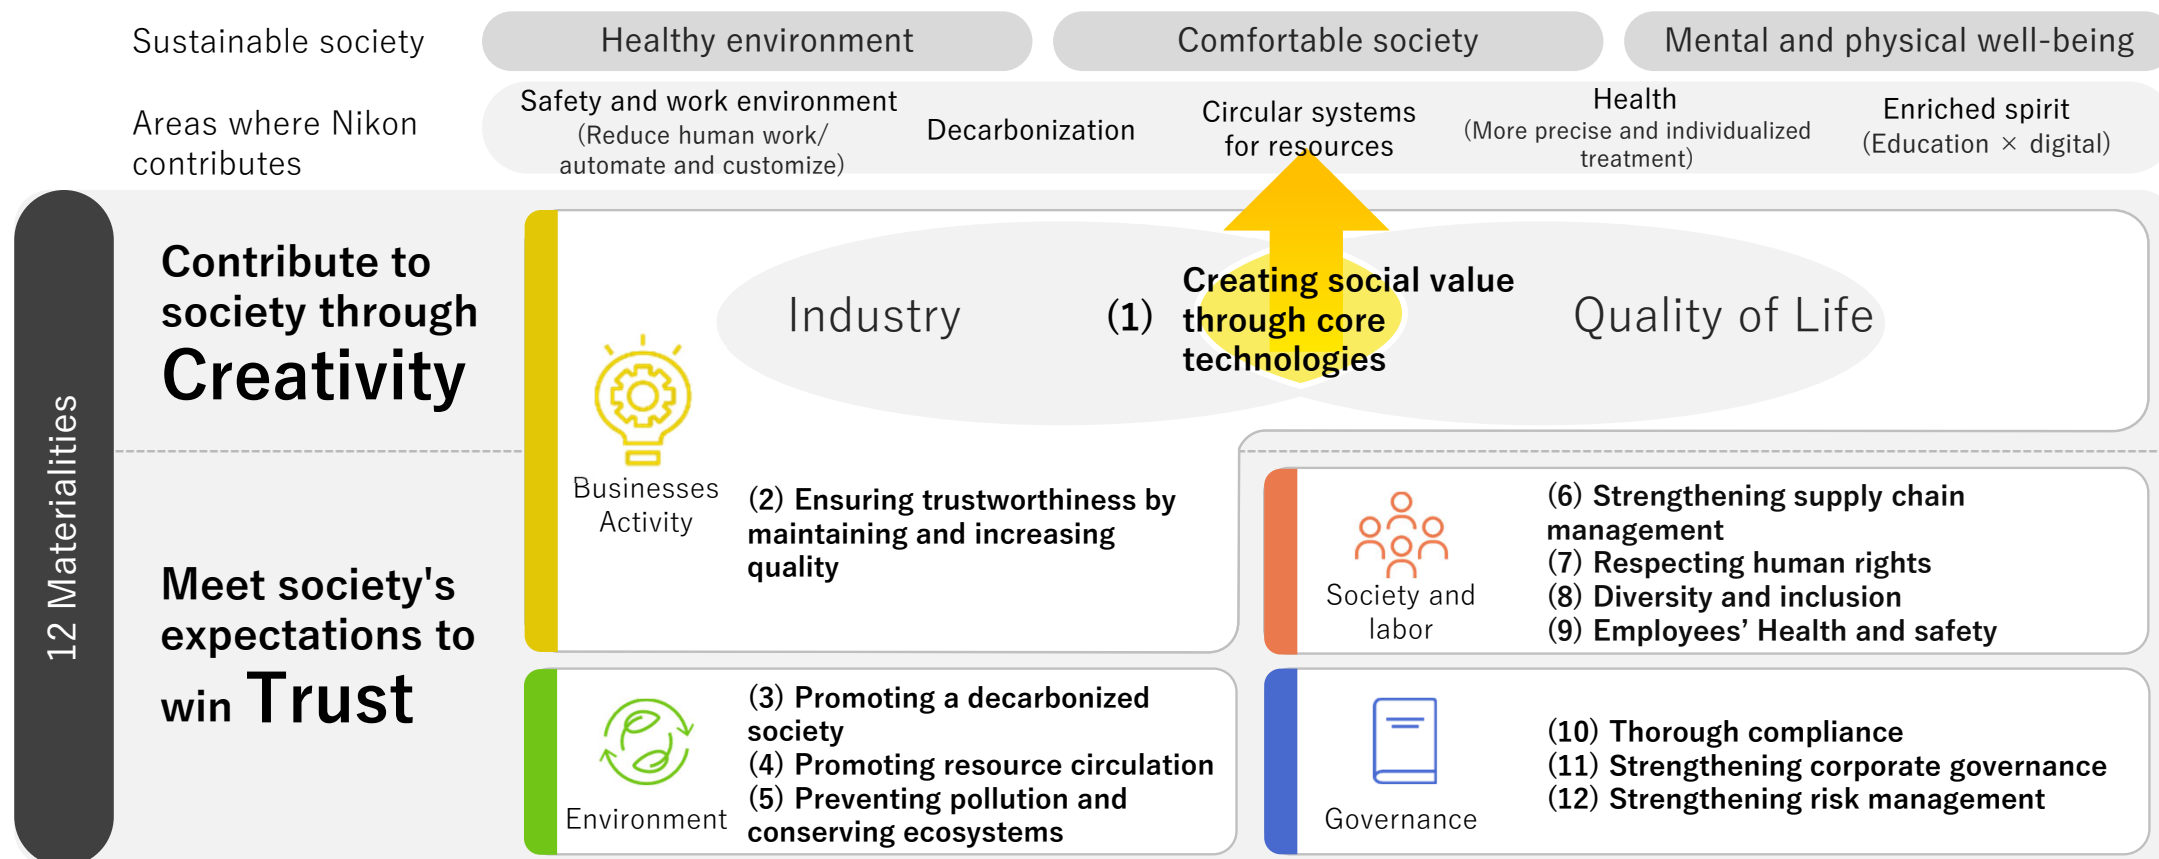 Sustainable society
Healthy environment
Comfortable society
Mental and physical well-being
Areas where Nikon
contributes
Safety and work environment
(Reduce human work/
automate and customize)
Decarbonization
Circular systems
for resources
Health
(More precise and individualized
treatment)
Enriched spirit
(Education × digital)
12 Materialities
Contribute to
society through
Creativity
Industry
(1)
Creating social value
through core
technologies
Quality of Life
Businesses
Activity
(2) Ensuring trustworthiness by
maintaining and increasing
quality
Meet society's
expectations to
win Trust
Society and
labor
(6) Strengthening supply chain
management
(7) Respecting human rights
(8) Diversity and inclusion
(9) Employees’ Health and safety
Environment
(3) Promoting a decarbonized
society
(4) Promoting resource circulation
(5) Preventing pollution and
conserving ecosystems
Governance
(10) Thorough compliance
(11) Strengthening corporate governance
(12) Strengthening risk management